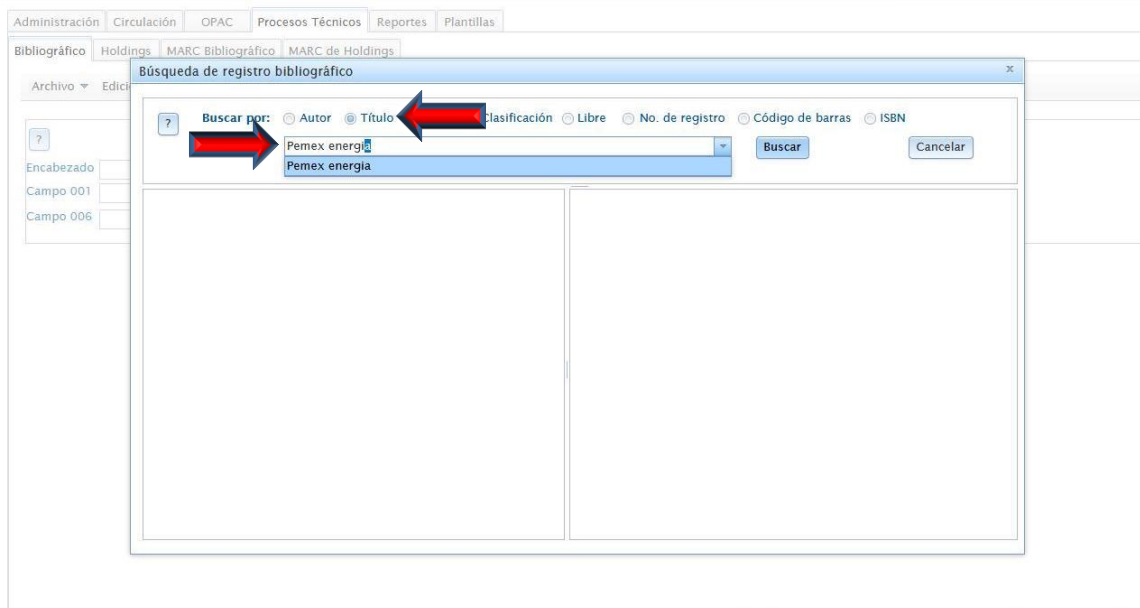 Administración Circulación OPAC Procesos Técnicos Reportes Plantillas
Bibliográfico Holdings MARC Bibliográfico MARC de Holdings
Búsqueda de registro bibliográfico x
Archivo
? Buscar por: Autor Título Clasificación Libre No. de registro Código de barras ISBN
?
Pemex energia Buscar Cancelar
Pemex energia
Encabezado
Campo 001
Campo 006